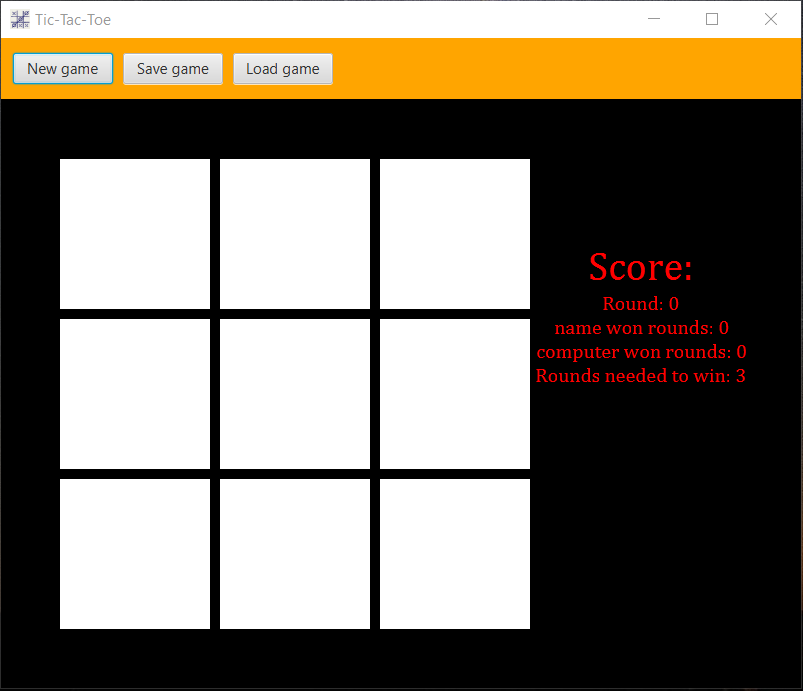 Tic-Tac-Toe
New game Save game Load game
Score:
Round: 0
name won rounds: 0
computer won rounds: 0
Rounds needed to win: 3